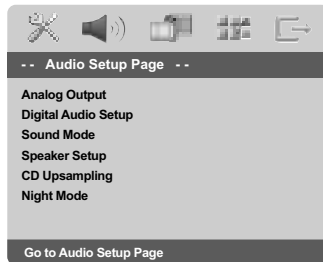 -- Audio Setup Page --
Analog Output
Digital Audio Setup
Sound Mode
Speaker Setup
CD Upsampling
Night Mode
Go to Audio Setup Page